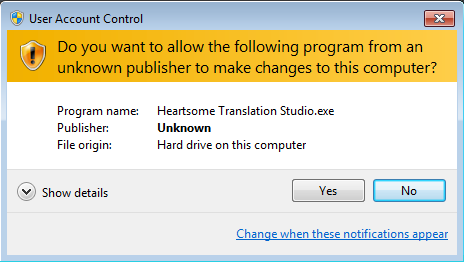 User Account Control
Do you want to allow the following program from an
unknown publisher to make changes to this computer?
Program name: Heartsome Translation Studio.exe
Publisher: Unknown
File origin: Hard drive on this computer
Show details Yes No
Change when these notifications appear